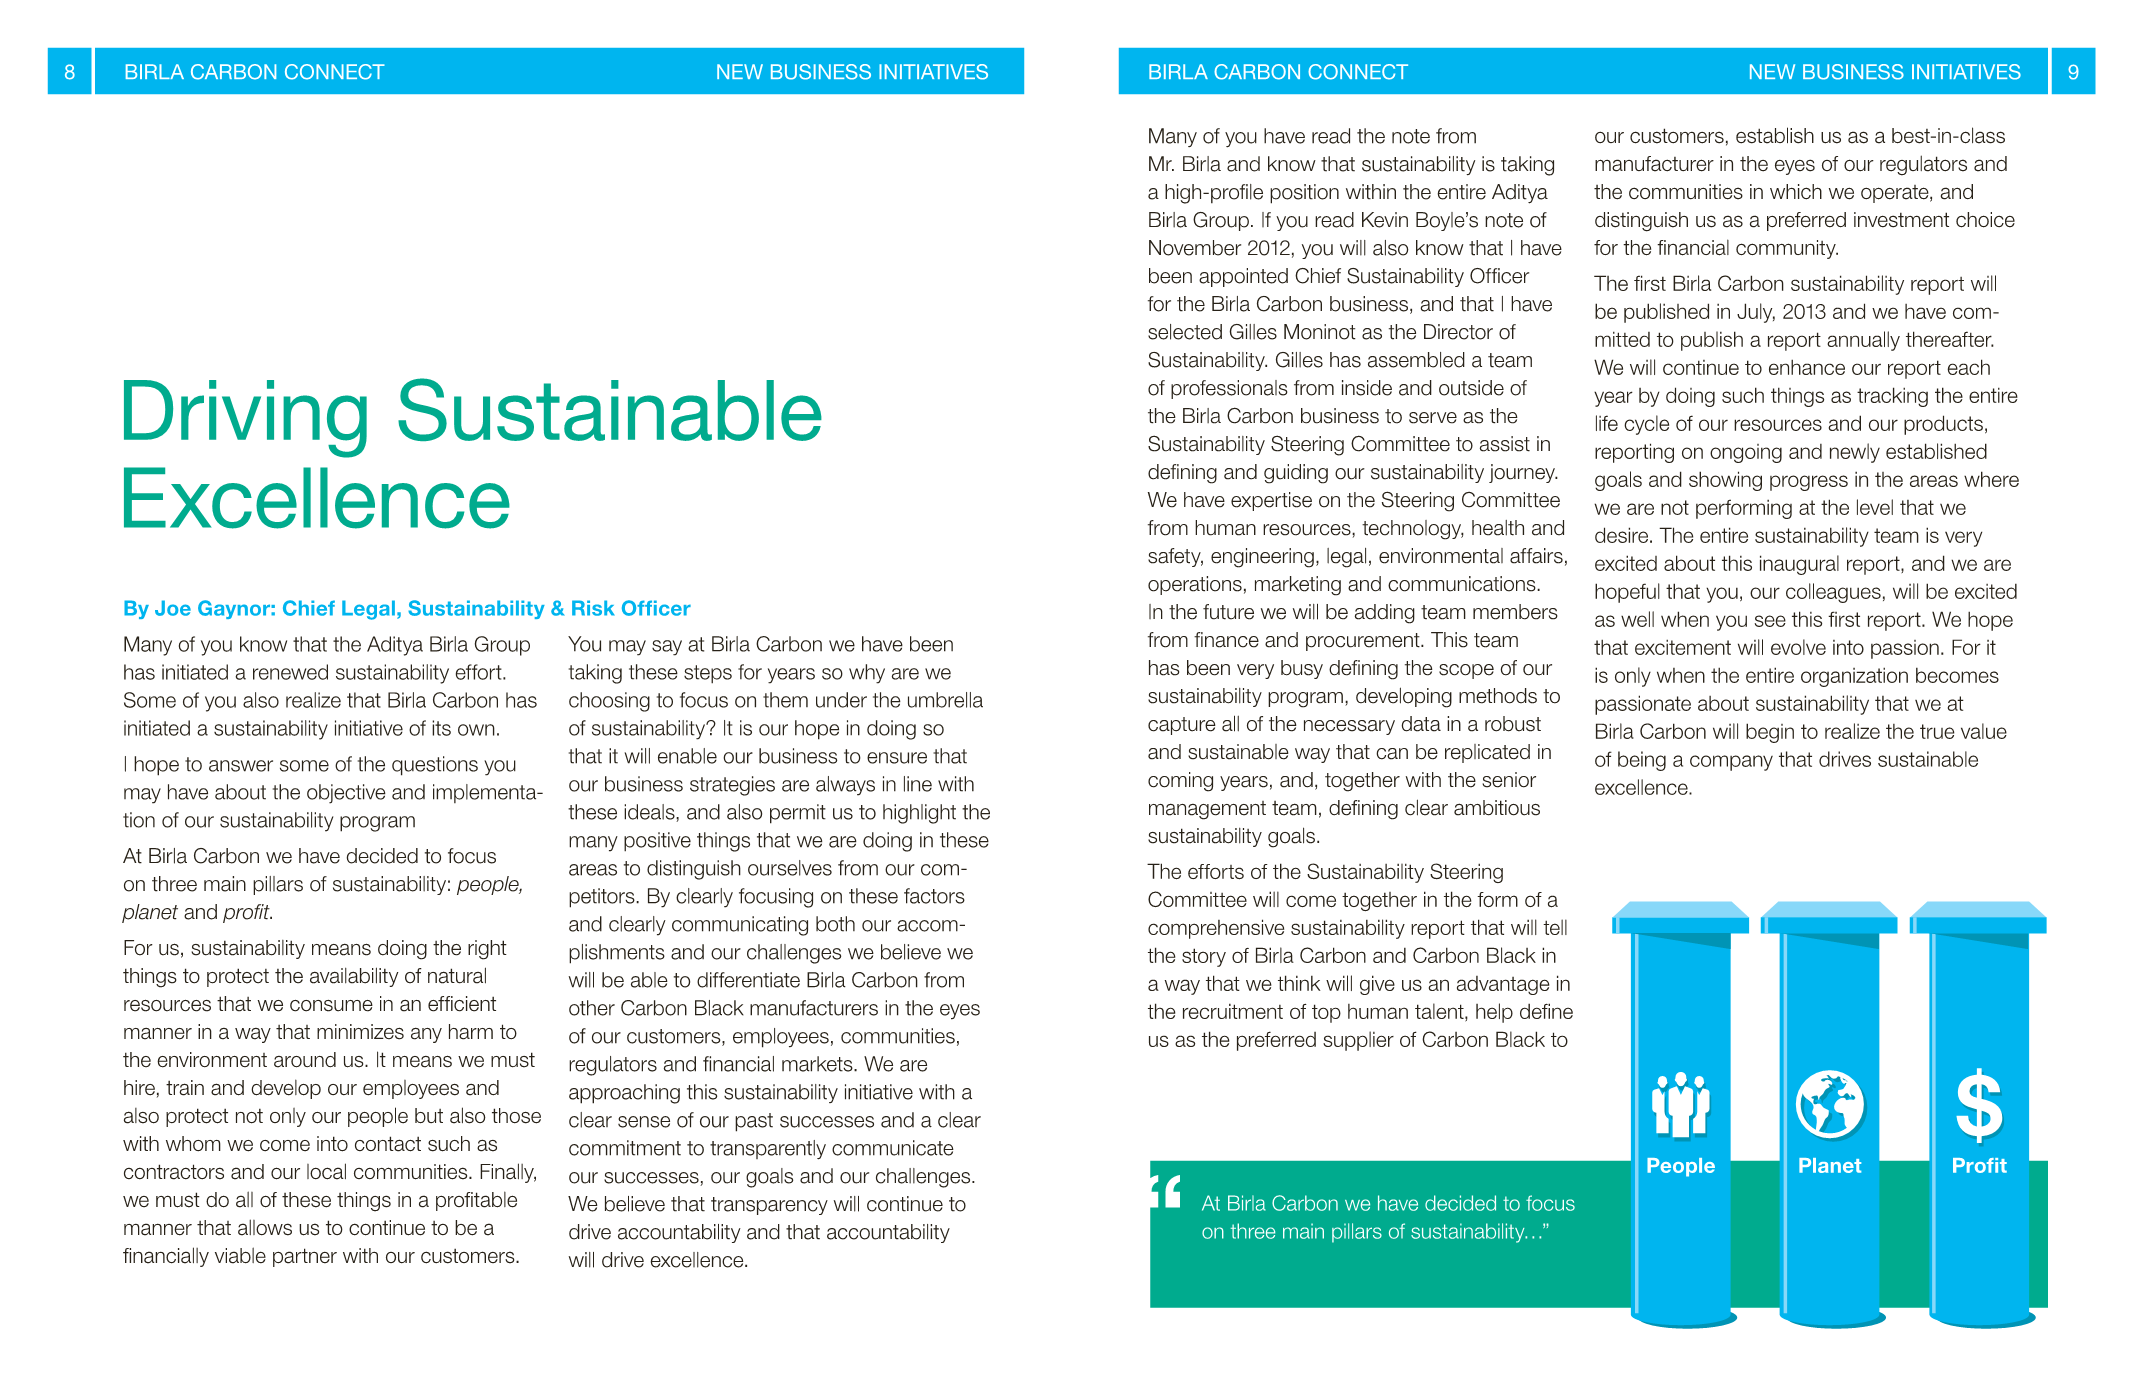 8 BIRLA CARBON CONNECT NEW BUSINESS INITIATIVES
Driving Sustainable
Excellence
By Joe Gaynor: Chief Legal, Sustainability & Risk Officer
Many of you know that the Aditya Birla Group
has initiated a renewed sustainability effort.
Some of you also realize that Birla Carbon has
initiated a sustainability initiative of its own.
I hope to answer some of the questions you
may have about the objective and implementa-
tion of our sustainability program
At Birla Carbon we have decided to focus
on three main pillars of sustainability: people,
planet and profit.
For us, sustainability means doing the right
things to protect the availability of natural
resources that we consume in an efficient
manner in a way that minimizes any harm to
the environment around us. It means we must
hire, train and develop our employees and
also protect not only our people but also those
with whom we come into contact such as
contractors and our local communities. Finally,
we must do all of these things in a profitable
manner that allows us to continue to be a
financially viable partner with our customers.
You may say at Birla Carbon we have been
taking these steps for years so why are we
choosing to focus on them under the umbrella
of sustainability? It is our hope in doing so
that it will enable our business to ensure that
our business strategies are always in line with
these ideals, and also permit us to highlight the
many positive things that we are doing in these
areas to distinguish ourselves from our com-
petitors. By clearly focusing on these factors
and clearly communicating both our accom-
plishments and our challenges we believe we
will be able to differentiate Birla Carbon from
other Carbon Black manufacturers in the eyes
of our customers, employees, communities,
regulators and financial markets. We are
approaching this sustainability initiative with a
clear sense of our past successes and a clear
commitment to transparently communicate
our successes, our goals and our challenges.
We believe that transparency will continue to
drive accountability and that accountability
will drive excellence.
BIRLA CARBON CONNECT NEW BUSINESS INITIATIVES 9
Many of you have read the note from
Mr. Birla and know that sustainability is taking
a high-profile position within the entire Aditya
Birla Group. If you read Kevin Boyle's note of
November 2012, you will also know that I have
been appointed Chief Sustainability Officer
for the Birla Carbon business, and that I have
selected Gilles Moninot as the Director of
Sustainability. Gilles has assembled a team
of professionals from inside and outside of
the Birla Carbon business to serve as the
Sustainability Steering Committee to assist in
defining and guiding our sustainability journey.
We have expertise on the Steering Committee
from human resources, technology, health and
safety, engineering, legal, environmental affairs,
operations, marketing and communications.
In the future we will be adding team members
from finance and procurement. This team
has been very busy defining the scope of our
sustainability program, developing methods to
capture all of the necessary data in a robust
and sustainable way that can be replicated in
coming years, and, together with the senior
management team, defining clear ambitious
sustainability goals.
The efforts of the Sustainability Steering
Committee will come together in the form of a
comprehensive sustainability report that will tell
the story of Birla Carbon and Carbon Black in
a way that we think will give us an advantage in
the recruitment of top human talent, help define
us as the preferred supplier of Carbon Black to
our customers, establish us as a best-in-class
manufacturer in the eyes of our regulators and
the communities in which we operate, and
distinguish us as a preferred investment choice
for the financial community.
The first Birla Carbon sustainability report will
be published in July, 2013 and we have com-
mitted to publish a report annually thereafter.
We will continue to enhance our report each
year by doing such things as tracking the entire
life cycle of our resources and our products,
reporting on ongoing and newly established
goals and showing progress in the areas where
we are not performing at the level that we
desire. The entire sustainability team is very
excited about this inaugural report, and we are
hopeful that you, our colleagues, will be excited
as well when you see this first report. We hope
that excitement will evolve into passion. For it
is only when the entire organization becomes
passionate about sustainability that we at
Birla Carbon will begin to realize the true value
of being a company that drives sustainable
excellence.
“ At Birla Carbon we have decided to focus
on three main pillars of sustainability…”
People
Planet
$
Profit